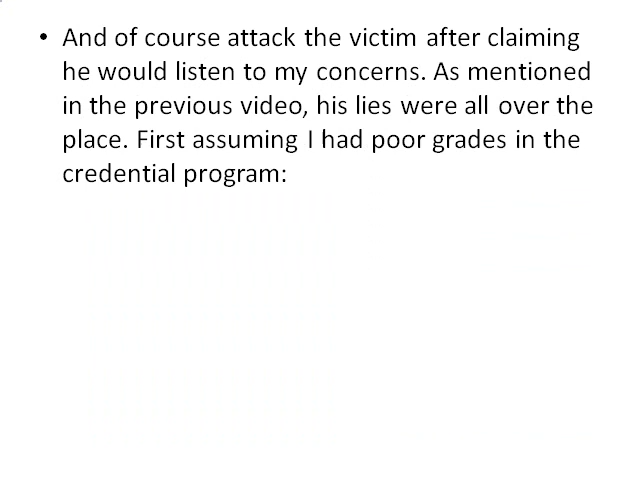 • And of course attack the victim after claiming
he would listen to my concerns. As mentioned
in the previous video, his lies were all over the
place. First assuming I had poor grades in the
credential program: